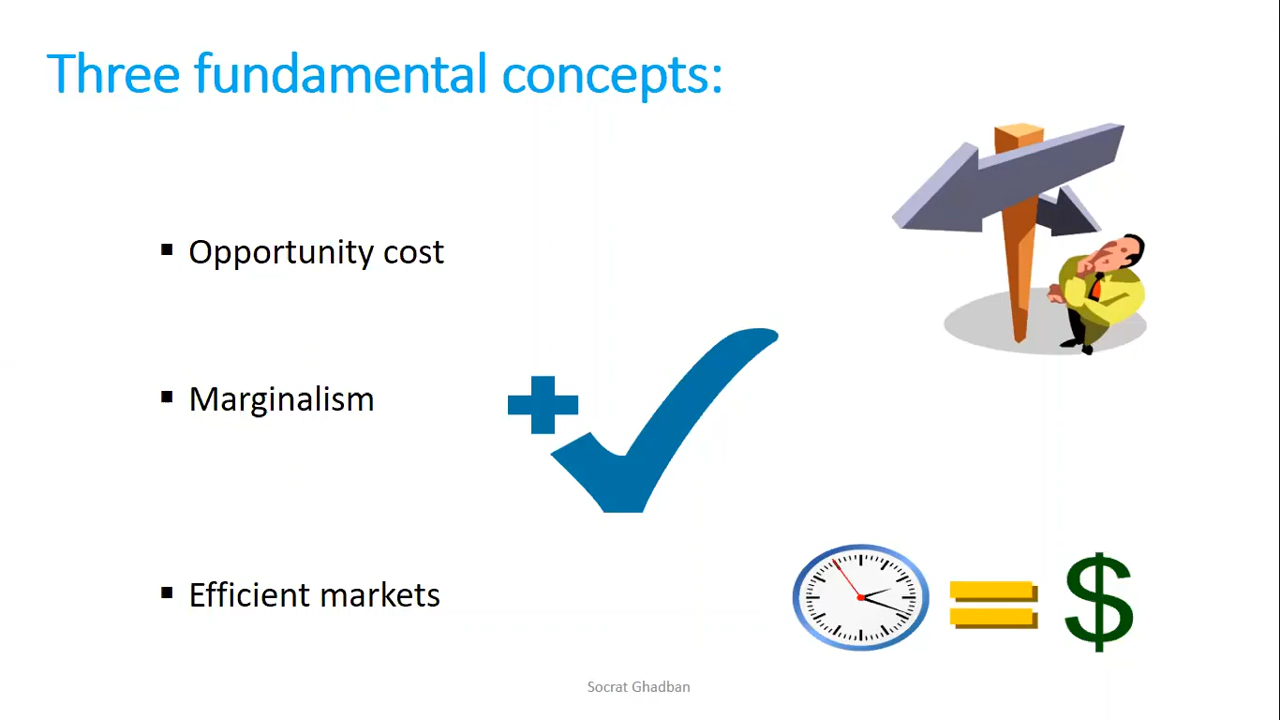 Three fundamental concepts:
▪ Opportunity cost
▪ Marginalism
▪ Efficient markets
$
Socrat Ghadban